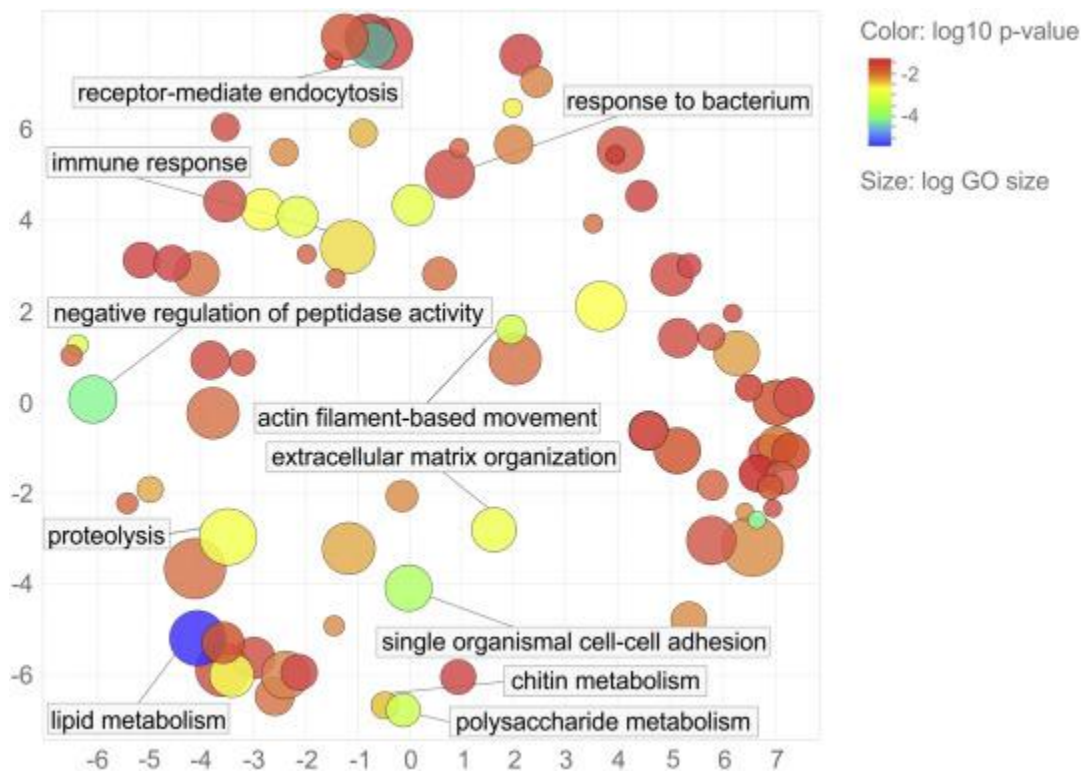 Color: log10 p-value
-2
-4
Size: log GO size
receptor-mediate endocytosis
response to bacterium
immune response
negative regulation of peptidase activity
actin filament-based movement
extracellular matrix organization
proteolysis
single organismal cell-cell adhesion
chitin metabolism
lipid metabolism
polysaccharide metabolism
6
4
2
0
-2
-4
-6
-6 -5 -4 -3 -2 -1 0 1 2 3 4 5 6 7